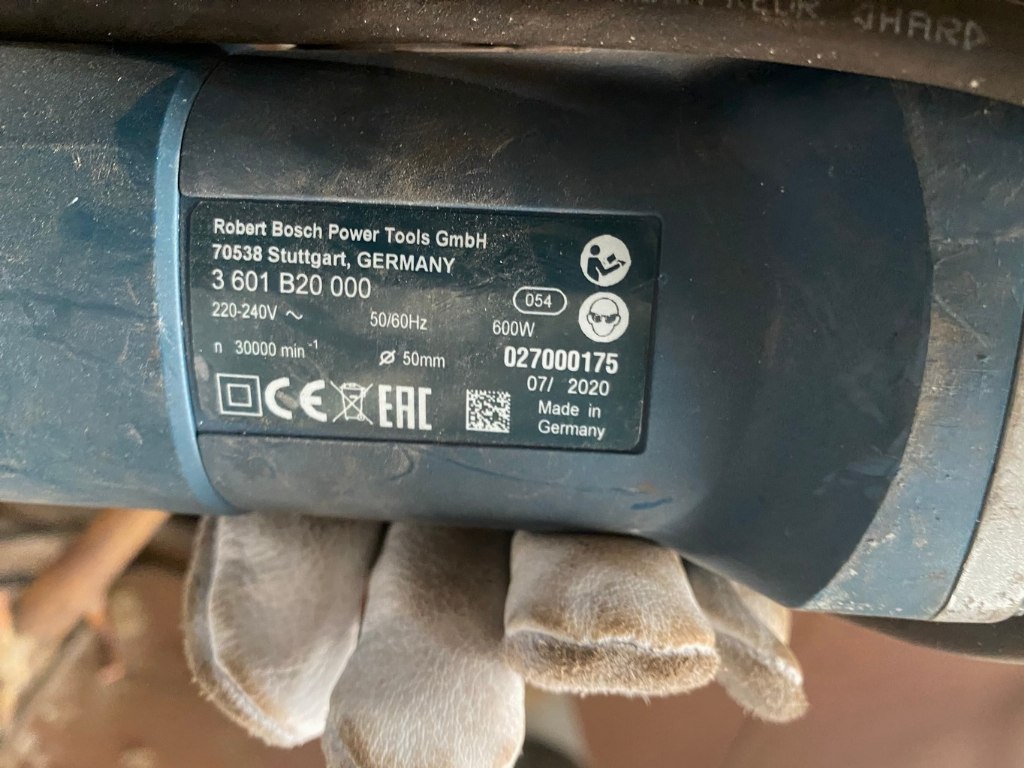 Robert Bosch Power Tools GmbH
70538 Stuttgart, GERMANY
3 601 B20 000
054
220-240V ~ 50/60Hz 600W
027000175
n 30000 min⁻¹ ⌀ 50mm
07/ 2020
CE EAC
Made in
Germany